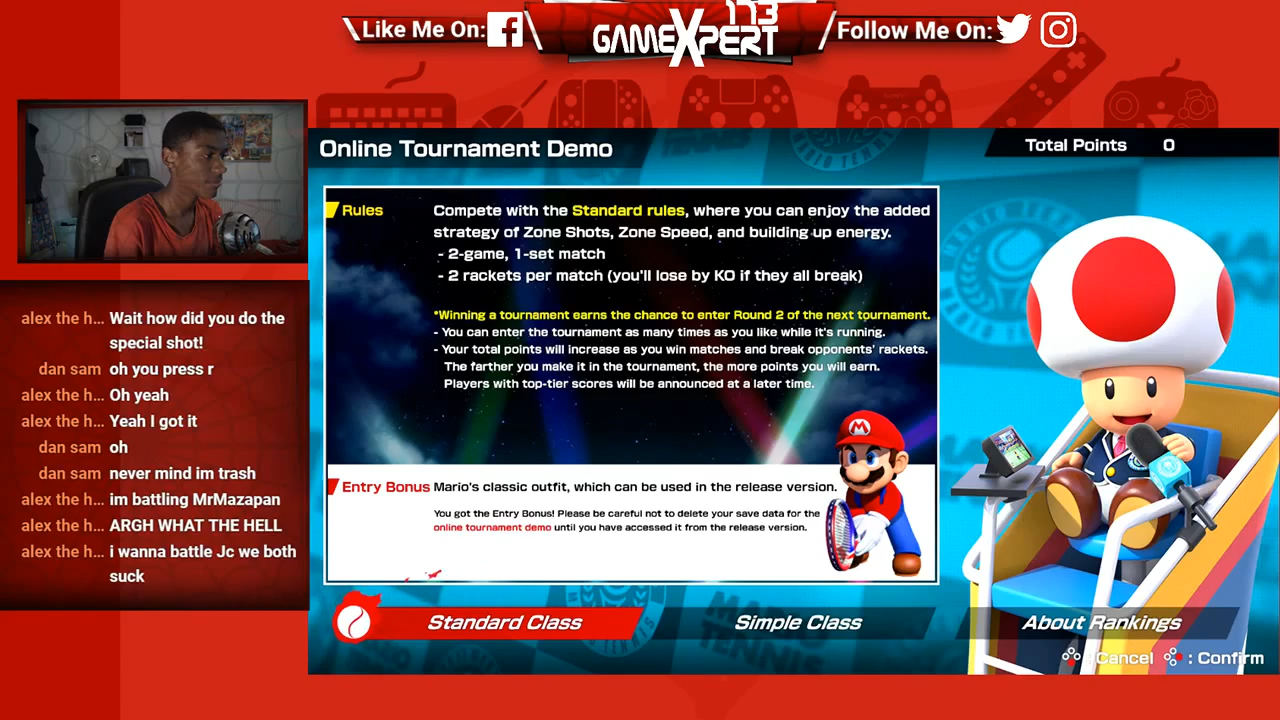 Like Me On:
173
GAMEXPERT
Follow Me On:
Online Tournament Demo
Total Points 0
Rules
Compete with the Standard rules, where you can enjoy the added
strategy of Zone Shots, Zone Speed, and building up energy.
- 2-game, 1-set match
- 2 rackets per match (you'll lose by KO if they all break)
*Winning a tournament earns the chance to enter Round 2 of the next tournament.
- You can enter the tournament as many times as you like while it's running.
- Your total points will increase as you win matches and break opponents' rackets.
The farther you make it in the tournament, the more points you will earn.
Players with top-tier scores will be announced at a later time.
Entry Bonus Mario's classic outfit, which can be used in the release version.
You got the Entry Bonus! Please be careful not to delete your save data for the
online tournament demo until you have accessed it from the release version.
Standard Class
Simple Class
About Rankings
: Cancel : Confirm
alex the h... Wait how did you do the
special shot!
dan sam oh you press r
alex the h... Oh yeah
alex the h... Yeah I got it
dan sam oh
dan sam never mind im trash
alex the h... im battling MrMazapan
alex the h... ARGH WHAT THE HELL
alex the h... i wanna battle Jc we both
suck
MARIO TENNIS
MARIO
TENNIS